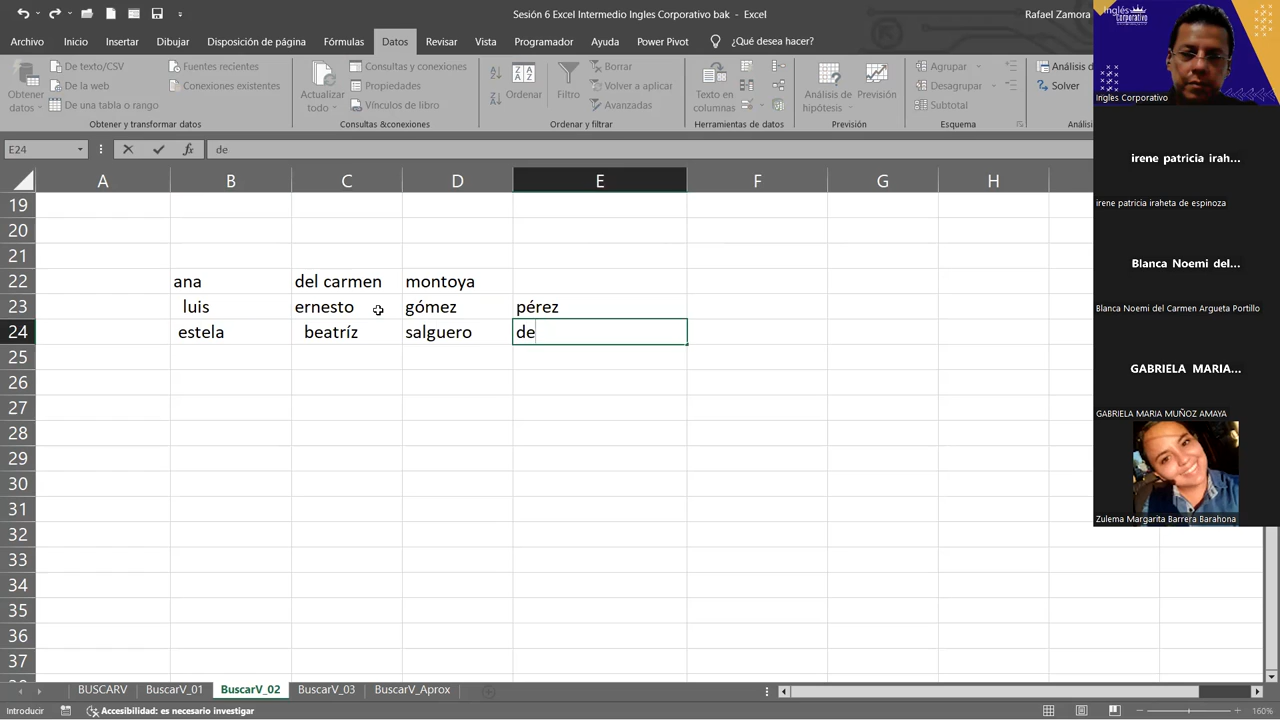 Sesión 6 Excel Intermedio Ingles Corporativo bak - Excel
Rafael Zamora
Archivo Inicio Insertar Dibujar Disposición de página Fórmulas Datos Revisar Vista Programador Ayuda Power Pivot ¿Qué desea hacer?
Obtener datos
De texto/CSV
De la web
De una tabla o rango
Fuentes recientes
Conexiones existentes
Obtener y transformar datos
Actualizar todo
Consultas y conexiones
Propiedades
Vínculos de libro
Consultas &conexiones
Ordenar
Filtro
Borrar
Volver a aplicar
Avanzadas
Ordenar y filtrar
Texto en columnas
Herramientas de datos
Análisis de hipótesis
Previsión
Previsión
Agrupar
Desagrupar
Subtotal
Esquema
Análisis d
Solver
Análi
E24 fx de
A B C D E F G H
19
20
21
22 ana del carmen montoya
23 luis ernesto gómez pérez
24 estela beatríz salguero de
25
26
27
28
29
30
31
32
33
34
35
36
37
BUSCARV BuscarV_01 BuscarV_02 BuscarV_03 BuscarV_Aprox
Introducir Accesibilidad: es necesario investigar 160%
Inglés Corporativo
Ingles Corporativo
irene patricia irah...
irene patricia iraheta de espinoza
Blanca Noemi del...
Blanca Noemi del Carmen Argueta Portillo
GABRIELA MARIA...
GABRIELA MARIA MUÑOZ AMAYA
Zulema Margarita Barrera Barahona